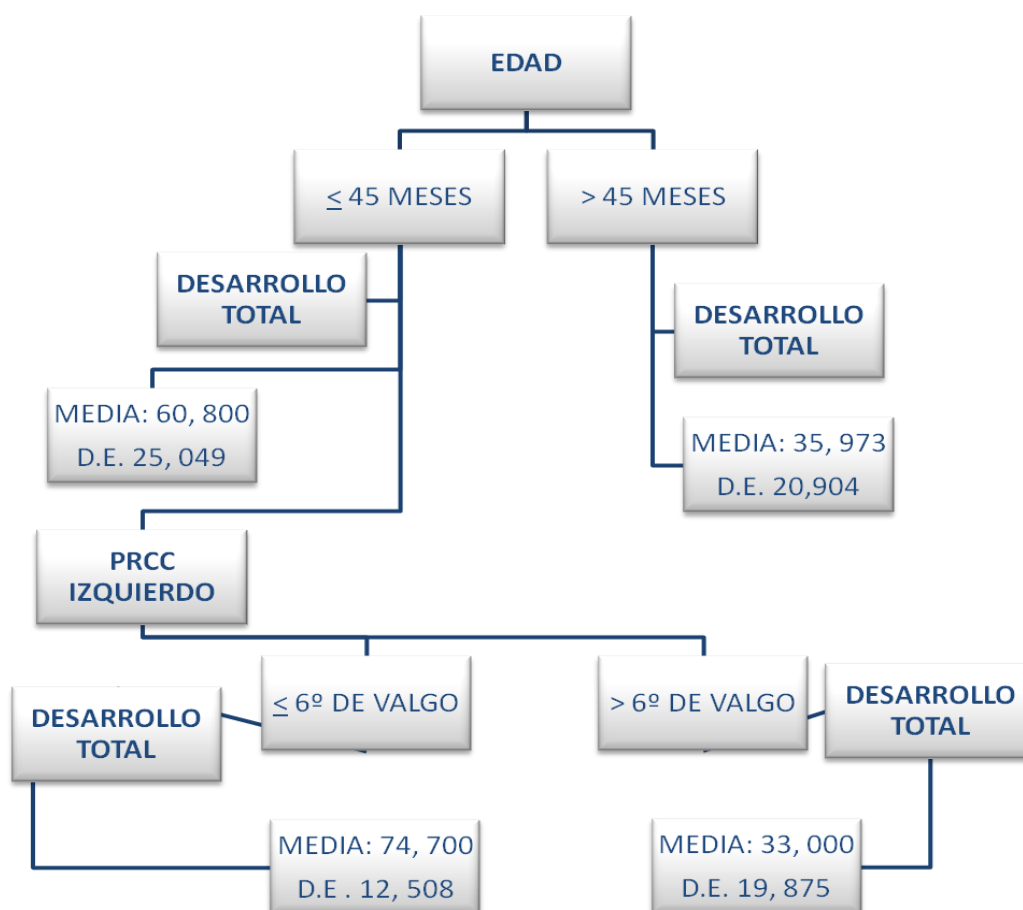 EDAD
≤ 45 MESES
> 45 MESES
DESARROLLO
TOTAL
DESARROLLO
TOTAL
MEDIA: 60, 800
D.E. 25, 049
MEDIA: 35, 973
D.E. 20,904
PRCC
IZQUIERDO
≤ 6º DE VALGO
> 6º DE VALGO
DESARROLLO
TOTAL
DESARROLLO
TOTAL
MEDIA: 74, 700
D.E . 12, 508
MEDIA: 33, 000
D.E. 19, 875